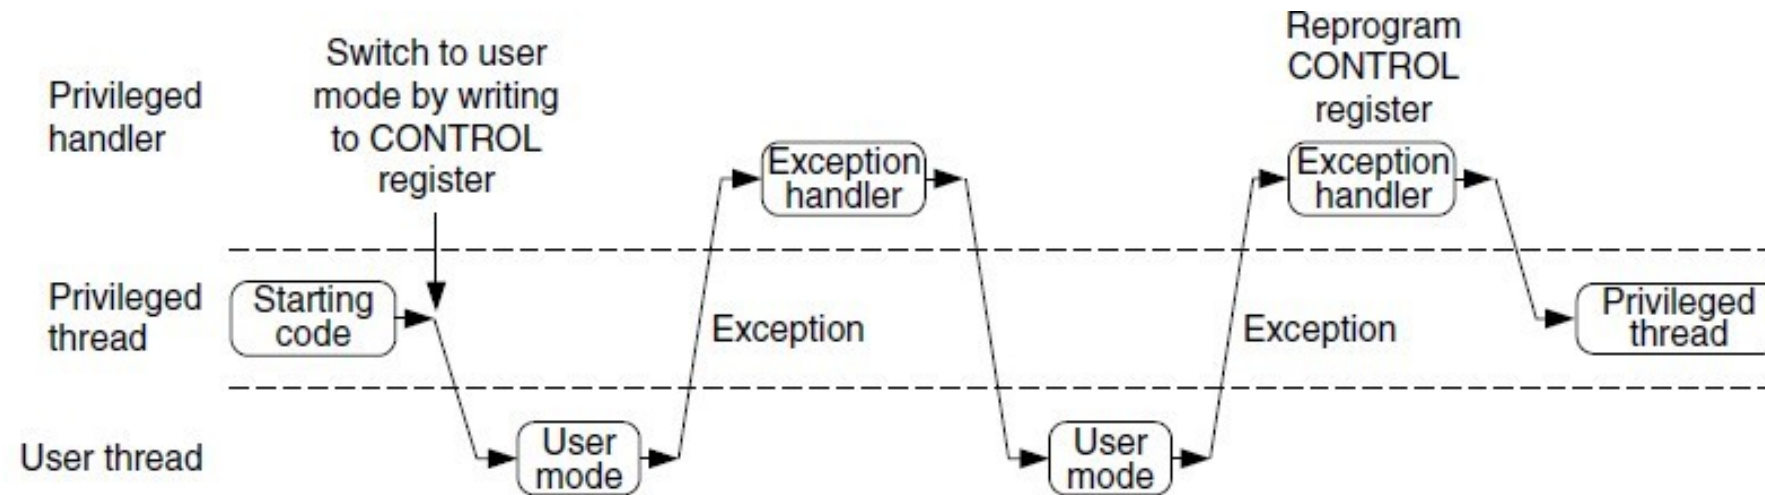 Privileged
handler
Switch to user
mode by writing
to CONTROL
register
Reprogram
CONTROL
register
Exception
handler
Exception
handler
Privileged
thread
Starting
code
Exception
Exception
Privileged
thread
User thread
User
mode
User
mode